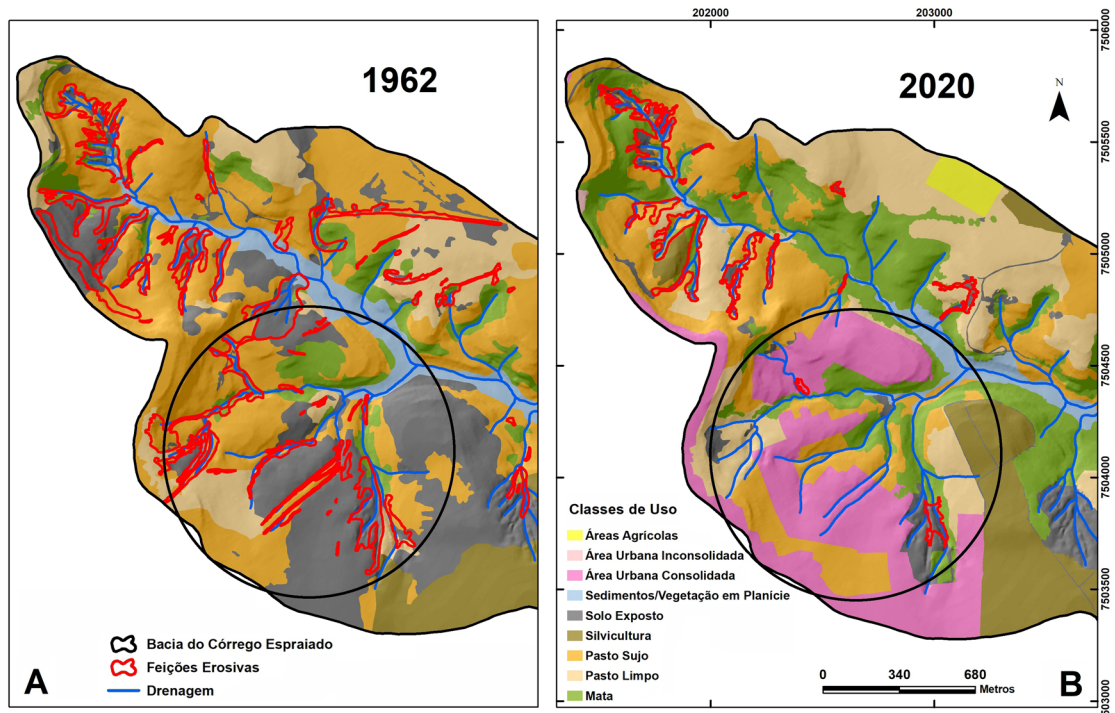 1962
Bacia do Córrego Espraiado
Feições Erosivas
Drenagem
A
202000
203000
2020
N
7506000
7505500
7505000
7504500
7504000
7503500
7503000
Classes de Uso
Áreas Agrícolas
Área Urbana Inconsolidada
Área Urbana Consolidada
Sedimentos/Vegetação em Planície
Solo Exposto
Silvicultura
Pasto Sujo
Pasto Limpo
Mata
0 340 680
Metros
B